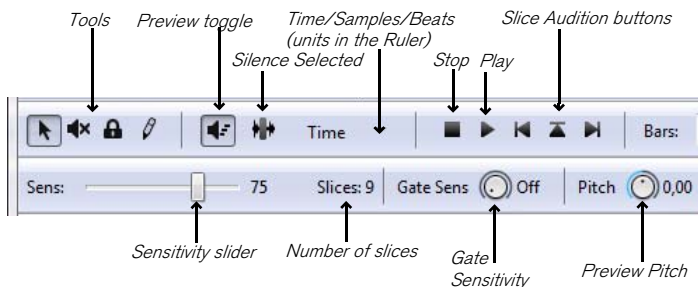 Tools
Preview toggle
Time/Samples/Beats
(units in the Ruler)
Slice Audition buttons
Silence Selected
Stop
Play
Time
Bars:
Sens:
75
Slices: 9
Gate Sens
Off
Pitch
0,00
Sensitivity slider
Number of slices
Gate
Sensitivity
Preview Pitch